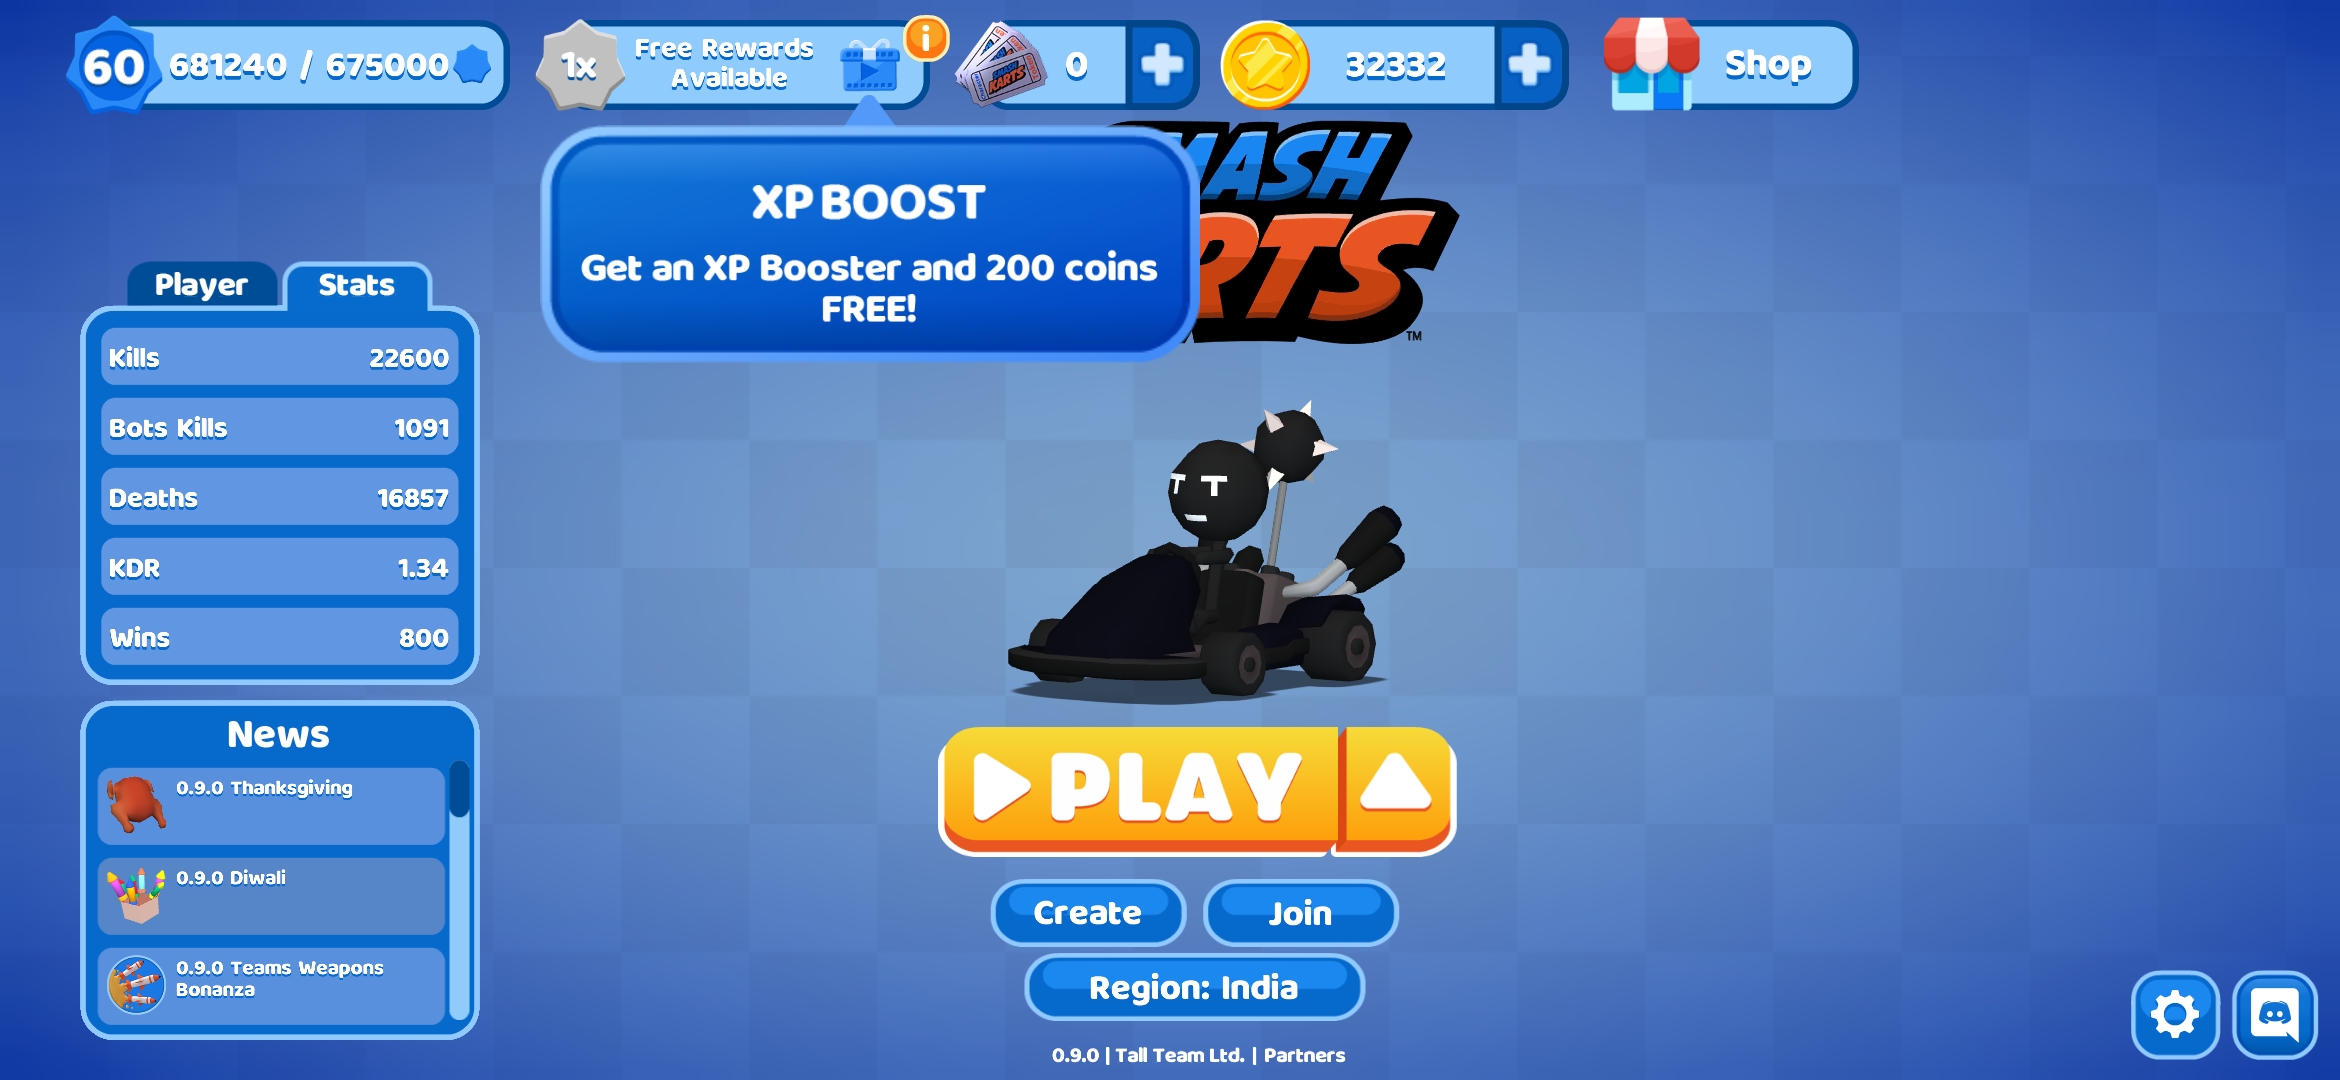 60 681240 / 675000
1x Free Rewards
Available
0
32332
Shop
XP BOOST
Get an XP Booster and 200 coins
FREE!
Player Stats
Kills 22600
Bots Kills 1091
Deaths 16857
KDR 1.34
Wins 800
News
0.9.0 Thanksgiving
0.9.0 Diwali
0.9.0 Teams Weapons
Bonanza
PLAY
Create Join
Region: India
0.9.0 | Tall Team Ltd. | Partners